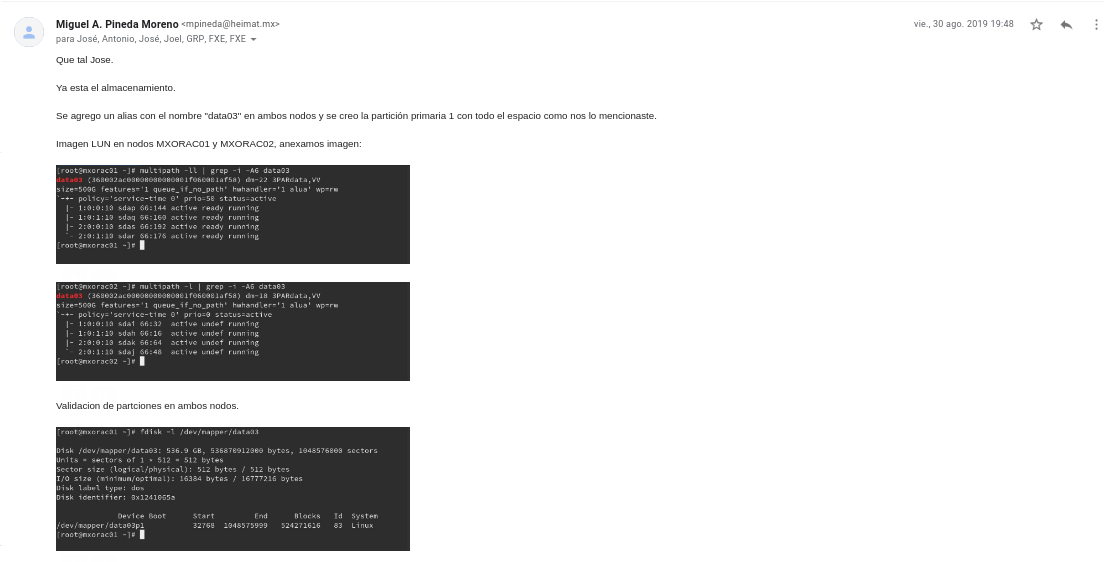 Miguel A. Pineda Moreno <mpineda@heimat.mx>
vie., 30 ago. 2019 19:48
para José, Antonio, José, Joel, GRP, FXE, FXE
Que tal Jose.
Ya esta el almacenamiento.
Se agrego un alias con el nombre "data03" en ambos nodos y se creo la partición primaria 1 con todo el espacio como nos lo mencionaste.
Imagen LUN en nodos MXORAC01 y MXORAC02, anexamos imagen:
[root@mxorac01 ~]# multipath -ll | grep -i -A6 data03
data03 (360002ac0000000000001f060001af58) dm-22 3PARdata,VV
size=500G features='1 queue_if_no_path' hwhandler='1 alua' wp=rw
`-+- policy='service-time 0' prio=50 status=active
|- 1:0:0:10 sdap 66:144 active ready running
|- 1:0:1:10 sdaq 66:160 active ready running
|- 2:0:0:10 sdas 66:192 active ready running
`- 2:0:1:10 sdar 66:176 active ready running
[root@mxorac01 ~]#
[root@mxorac02 ~]# multipath -l | grep -i -A6 data03
data03 (360002ac0000000000001f060001af58) dm-18 3PARdata,VV
size=500G features='1 queue_if_no_path' hwhandler='1 alua' wp=rw
`-+- policy='service-time 0' prio=0 status=active
|- 1:0:0:10 sdai 66:32 active undef running
|- 1:0:1:10 sdah 66:16 active undef running
|- 2:0:0:10 sdak 66:64 active undef running
`- 2:0:1:10 sdaj 66:48 active undef running
[root@mxorac02 ~]#
Validacion de partciones en ambos nodos.
[root@mxorac01 ~]# fdisk -l /dev/mapper/data03
Disk /dev/mapper/data03: 536.9 GB, 536870912000 bytes, 1048576000 sectors
Units = sectors of 1 * 512 = 512 bytes
Sector size (logical/physical): 512 bytes / 512 bytes
I/O size (minimum/optimal): 16384 bytes / 16777216 bytes
Disk label type: dos
Disk identifier: 0x1241065a
Device Boot Start End Blocks Id System
/dev/mapper/data03p1 32768 1048575999 524271616 83 Linux
[root@mxorac01 ~]#